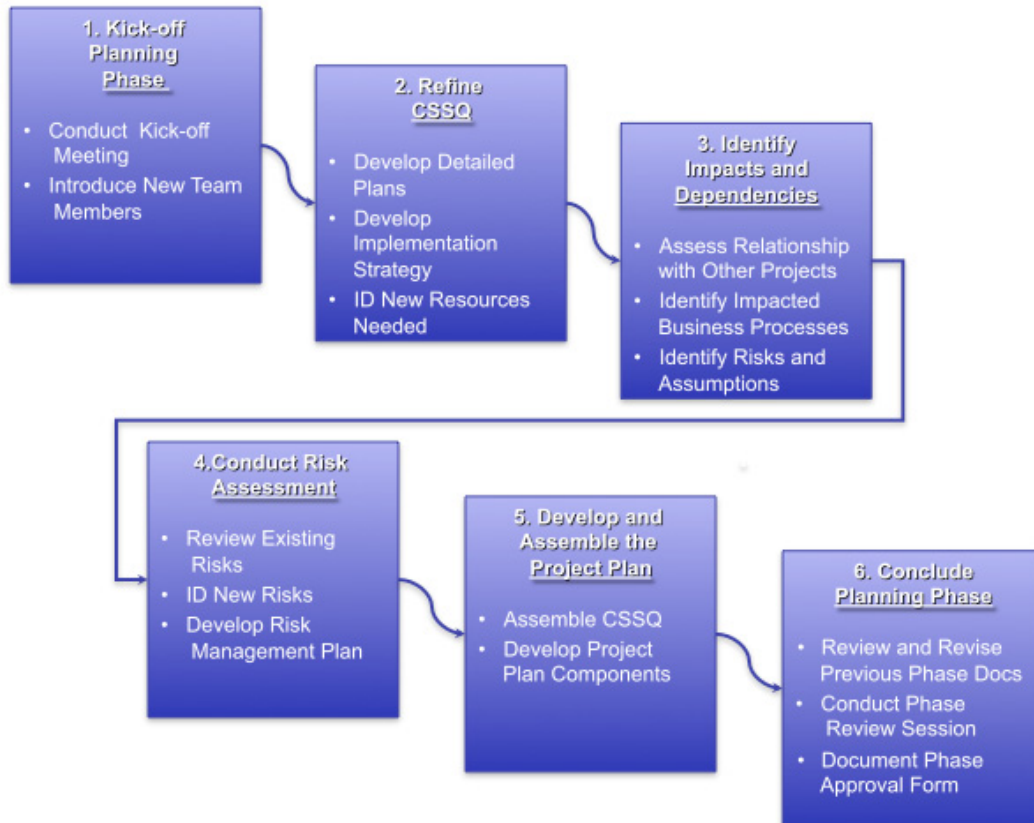 1. Kick-off
Planning
Phase
• Conduct Kick-off
Meeting
• Introduce New Team
Members
2. Refine
CSSQ
• Develop Detailed
Plans
• Develop
Implementation
Strategy
• ID New Resources
Needed
3. Identify
Impacts and
Dependencies
• Assess Relationship
with Other Projects
• Identify Impacted
Business Processes
• Identify Risks and
Assumptions
4.Conduct Risk
Assessment
• Review Existing
Risks
• ID New Risks
• Develop Risk
Management Plan
5. Develop and
Assemble the
Project Plan
• Assemble CSSQ
• Develop Project
Plan Components
6. Conclude
Planning Phase
• Review and Revise
Previous Phase Docs
• Conduct Phase
Review Session
• Document Phase
Approval Form